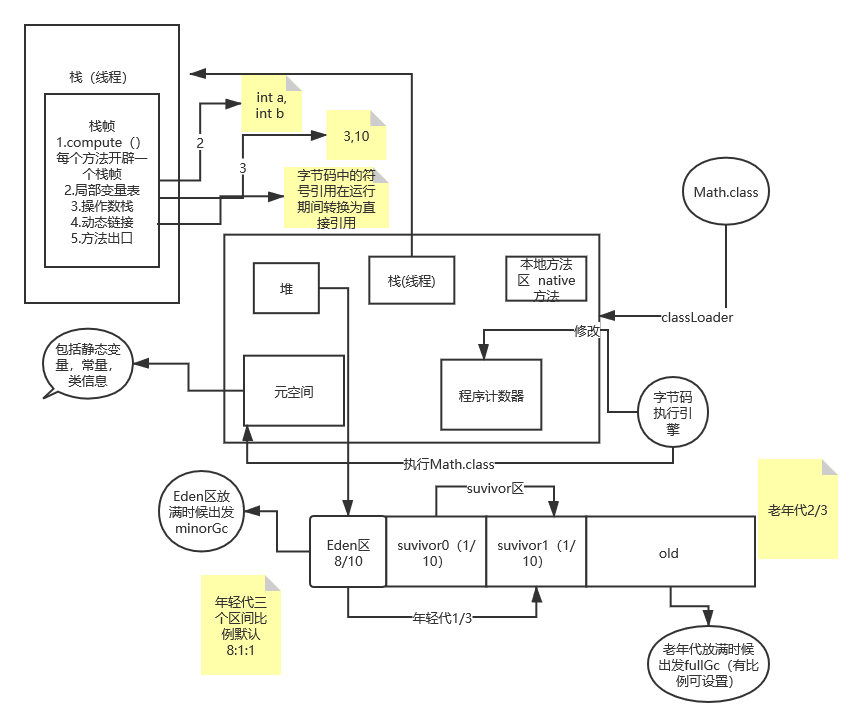 栈（线程）
栈帧
1.compute（）
每个方法开辟一
个栈帧
2.局部变量表
3.操作数栈
4.动态链接
5.方法出口
2
int a,
int b
3
3,10
字节码中的符
号引用在运行
期间转换为直
接引用
Math.class
堆
栈(线程)
本地方法
区 native
方法
classLoader
修改
包括静态变
量，常量，
类信息
元空间
程序计数器
字节码
执行引
擎
执行Math.class
Eden区放
满时候出发
minorGc
suvivor区
老年代2/3
Eden区
8/10
suvivor0（1/
10）
suvivor1（1/
10）
old
年轻代三
个区间比
例默认
8:1:1
年轻代1/3
老年代放满时候
出发fullGc（有比
例可设置）